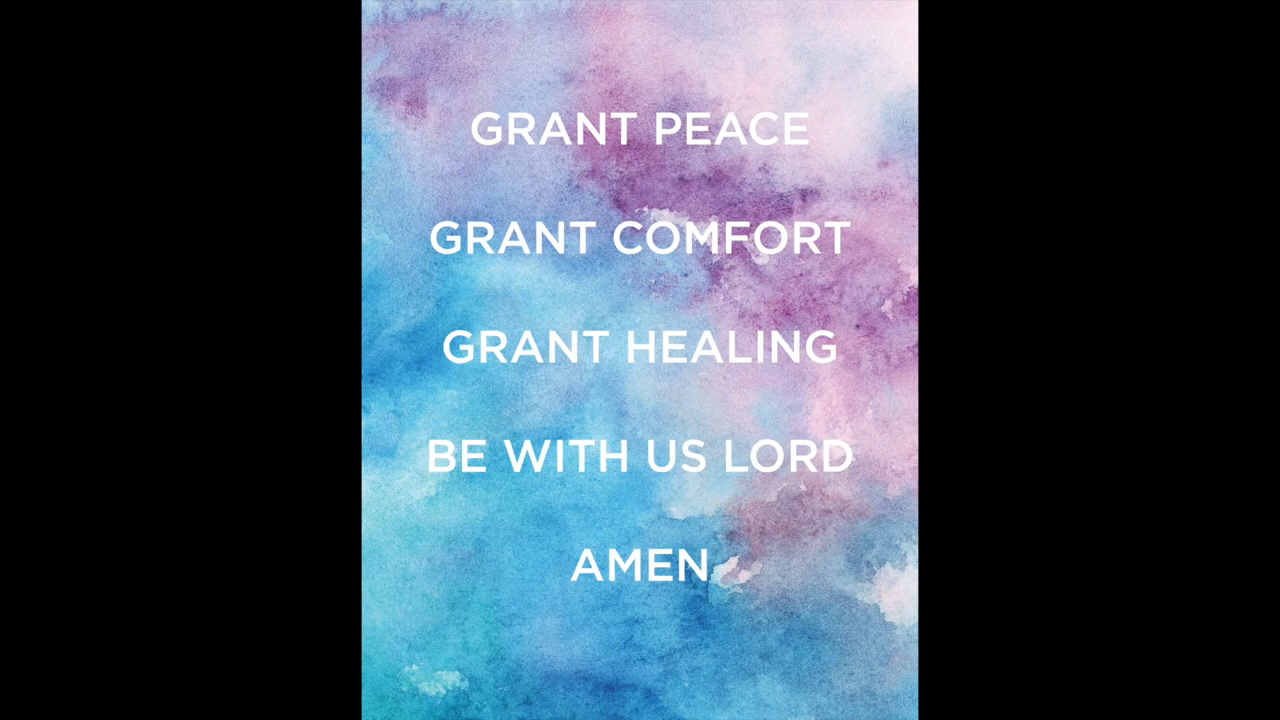 GRANT PEACE
GRANT COMFORT
GRANT HEALING
BE WITH US LORD
AMEN